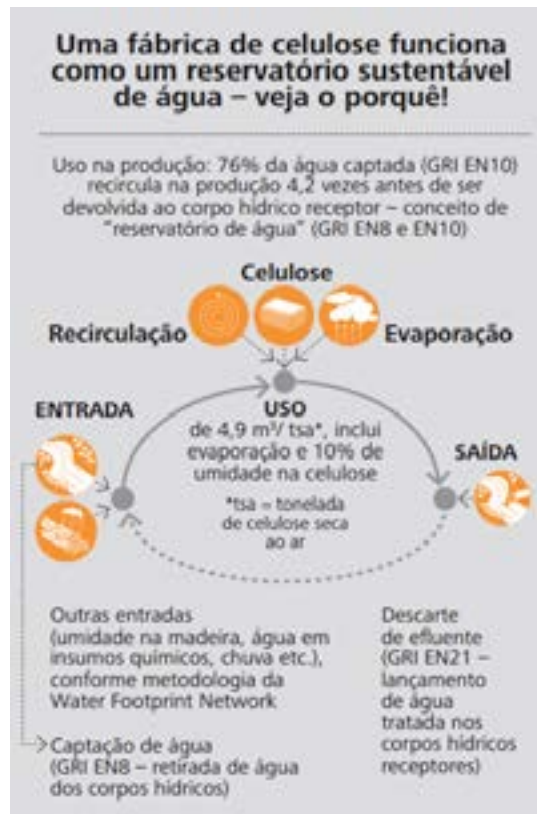 Uma fábrica de celulose funciona
como um reservatório sustentável
de água – veja o porquê!
Uso na produção: 76% da água captada (GRI EN10)
recircula na produção 4,2 vezes antes de ser
devolvida ao corpo hídrico receptor – conceito de
“reservatório de água” (GRI EN8 e EN10)
Celulose
Recirculação
Evaporação
ENTRADA
USO
de 4,9 m³/ tsa*, inclui
evaporação e 10% de
umidade na celulose
*tsa = tonelada
de celulose seca
ao ar
SAÍDA
Outras entradas
(umidade na madeira, água em
insumos químicos, chuva etc.),
conforme metodologia da
Water Footprint Network
Captação de água
(GRI EN8 – retirada de água
dos corpos hídricos)
Descarte
de efluente
(GRI EN21 –
lançamento
de água
tratada nos
corpos hídricos
receptores)